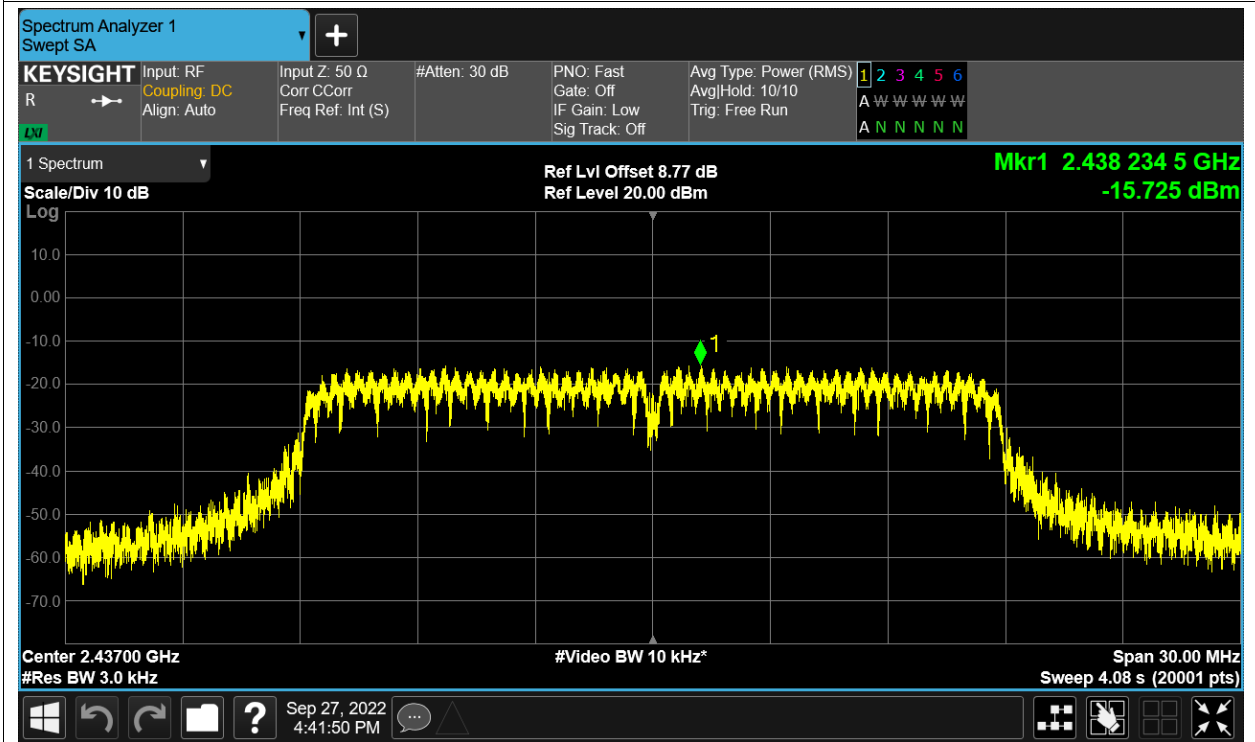 Spectrum Analyzer 1
Swept SA
+
KEYSIGHT
R
LXI
Input: RF
Coupling: DC
Align: Auto
Input Z: 50 Ω
Corr CCorr
Freq Ref: Int (S)
#Atten: 30 dB
PNO: Fast
Gate: Off
IF Gain: Low
Sig Track: Off
Avg Type: Power (RMS)
Avg|Hold: 10/10
Trig: Free Run
1 2 3 4 5 6
A W W W W W
A N N N N N
1 Spectrum
Scale/Div 10 dB
Ref Lvl Offset 8.77 dB
Ref Level 20.00 dBm
Mkr1 2.438 234 5 GHz
-15.725 dBm
Log
10.0
0.00
-10.0
1
-20.0
-30.0
-40.0
-50.0
-60.0
-70.0
Center 2.43700 GHz
#Res BW 3.0 kHz
#Video BW 10 kHz*
Span 30.00 MHz
Sweep 4.08 s (20001 pts)
?
Sep 27, 2022
4:41:50 PM